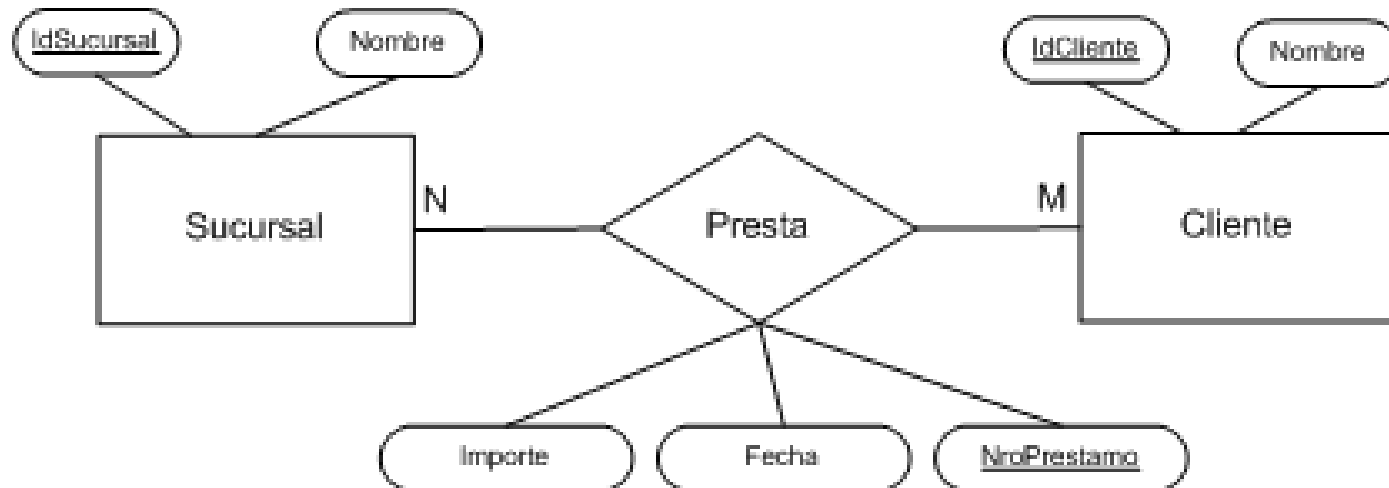 IdSucursal
Nombre
IdCliente
Nombre
N
M
Sucursal
Presta
Cliente
Importe
Fecha
NroPrestamo